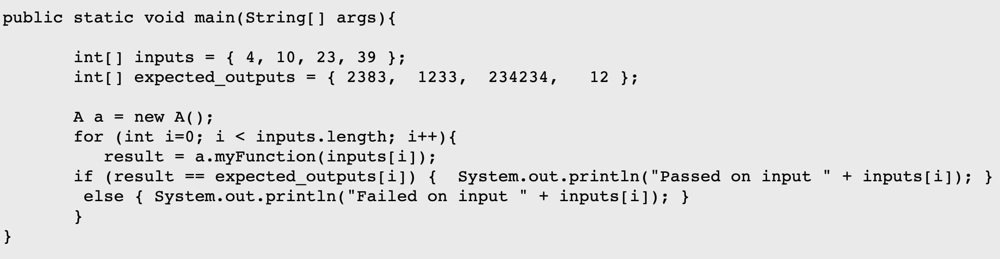 public static void main(String[] args){
int[] inputs = { 4, 10, 23, 39 };
int[] expected_outputs = { 2383,  1233,  234234,   12 };
A a = new A();
for (int i=0; i < inputs.length; i++){
result = a.myFunction(inputs[i]);
if (result == expected_outputs[i]) {  System.out.println("Passed on input " + inputs[i]); }
else { System.out.println("Failed on input " + inputs[i]); }
}
}